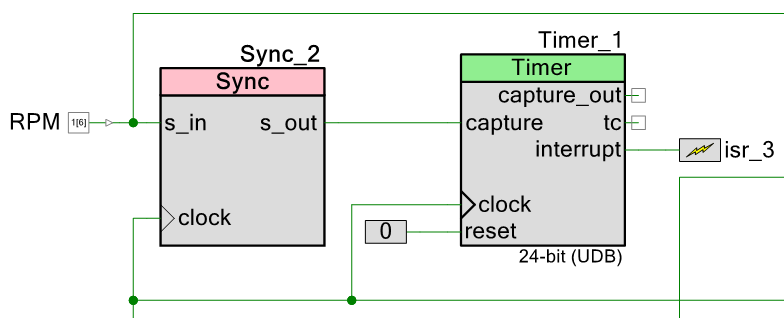 Sync_2
Sync
RPM
1[6]
s_in
s_out
clock
Timer_1
Timer
capture_out
capture
tc
interrupt
isr_3
clock
0
reset
24-bit (UDB)